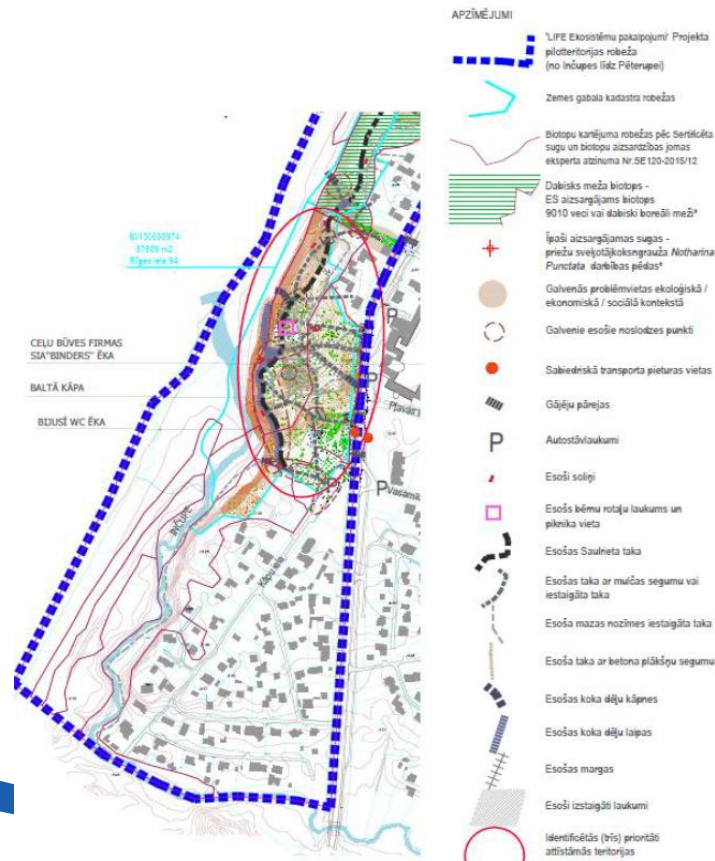 APZĪMĒJUMI
'LIFE Ekosistēmu pakalpojumi' Projekta
pilotteritorijas robeža
(no Inčupes līdz Pēterupei)
Zemes gabala kadastra robežas
Biotopu kartējuma robežas pēc Sertificēta
sugu un biotopu aizsardzības jomas
eksperta atzinuma Nr.SE120-2015/12
Dabisks meža biotops -
ES aizsargājams biotops
9010 veci vai dabiski boreāli meži*
Īpaši aizsargājamas sugas -
priežu sveķotājkoksngrauža Notharina
Punctata darbības pēdas*
Galvenās problēmvietas ekoloģiskā /
ekonomiskā / sociālā kontekstā
Galvenie esošie noslodzes punkti
Sabiedriskā transporta pieturas vietas
Gājēju pārejas
P
Autostāvlaukumi
Esoši soliņi
Esošs bērnu rotaļu laukums un
piknika vieta
Esošas Saulrieta taka
Esošas taka ar mulčas segumu vai
iestaigāta taka
Esoša mazas nozīmes iestaigāta taka
Esoša taka ar betona plākšņu segumu
Esošas koka dēļu kāpnes
Esošas koka dēļu laipas
Esošas margas
Esoši izstaigāti laukumi
Identificētās (trīs) prioritāti
attīstāmās teritorijas
CEĻU BŪVES FIRMAS
SIA"BINDERS" ĒKA
BALTĀ KĀPA
BIJUSĪ WC ĒKA
P
P
P
P
INČUPE
Kāpu iela